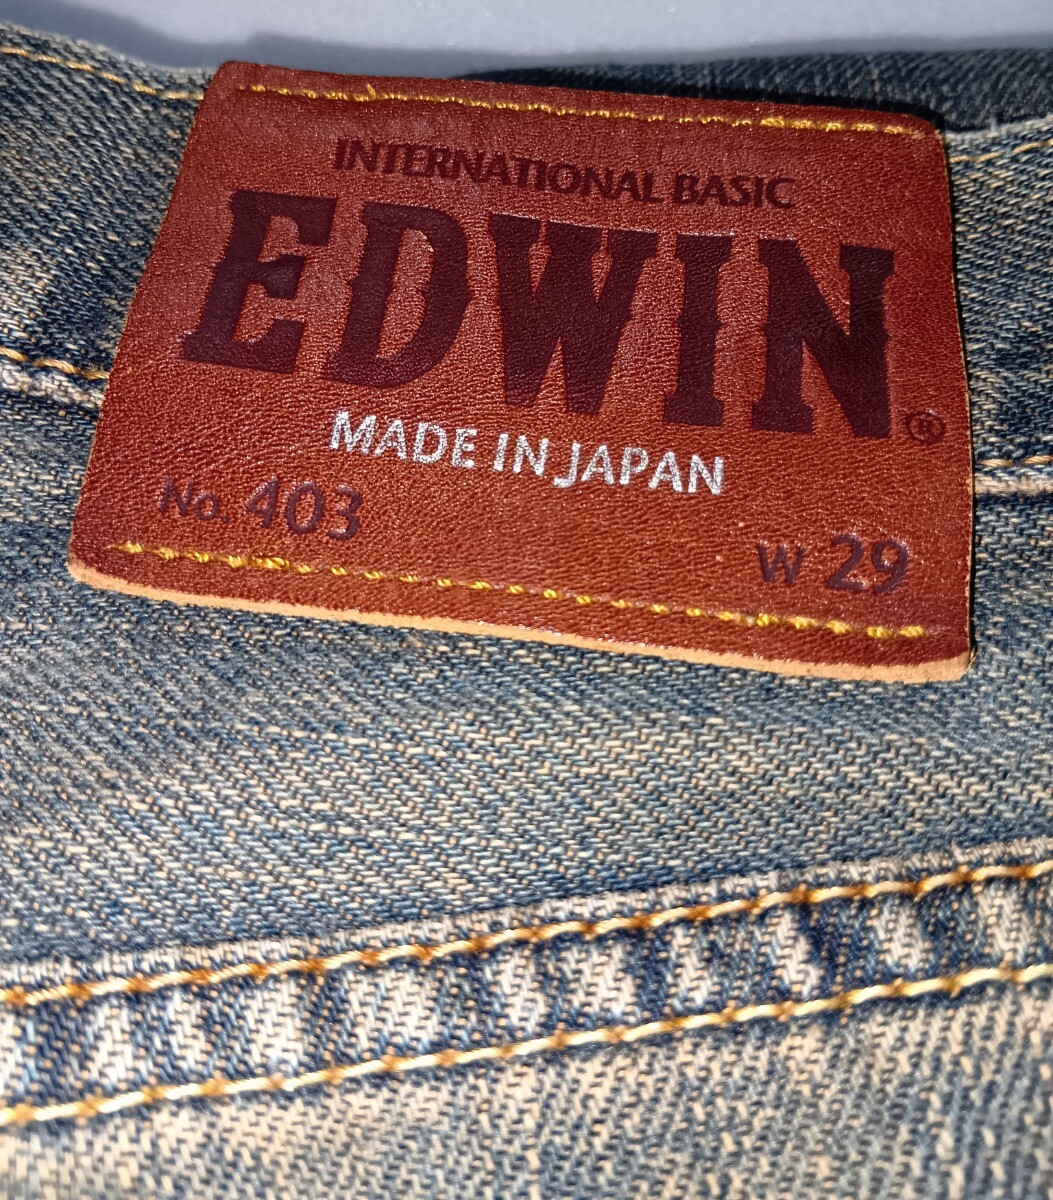 INTERNATIONAL BASIC
EDWIN®
MADE IN JAPAN
No. 403 W 29